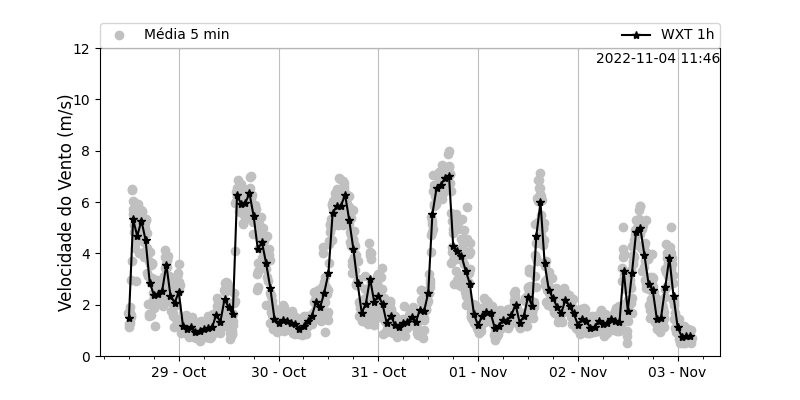 Média 5 min
WXT 1h
2022-11-04 11:46
Velocidade do Vento (m/s)
12
10
8
6
4
2
0
29 - Oct
30 - Oct
31 - Oct
01 - Nov
02 - Nov
03 - Nov